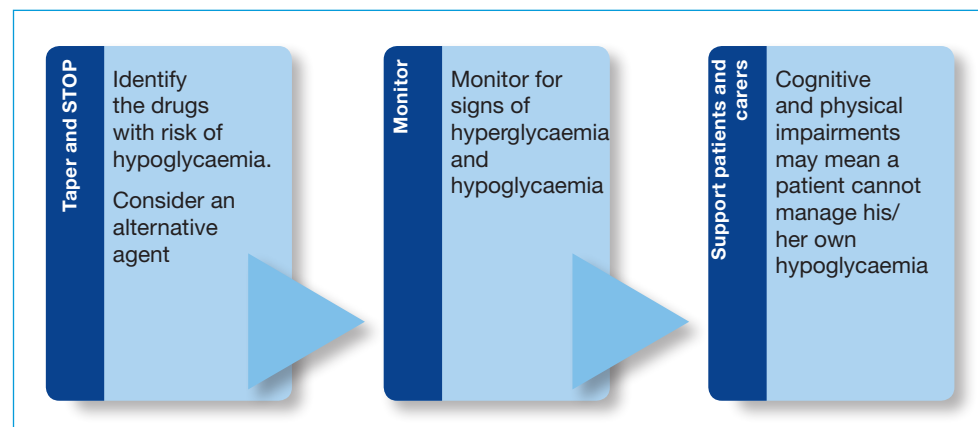 Taper and STOP
Identify
the drugs
with risk of
hypoglycaemia.
Consider an
alternative
agent
Monitor
Monitor for
signs of
hyperglycaemia
and
hypoglycaemia
Support patients and
carers
Cognitive
and physical
impairments
may mean a
patient cannot
manage his/
her own
hypoglycaemia